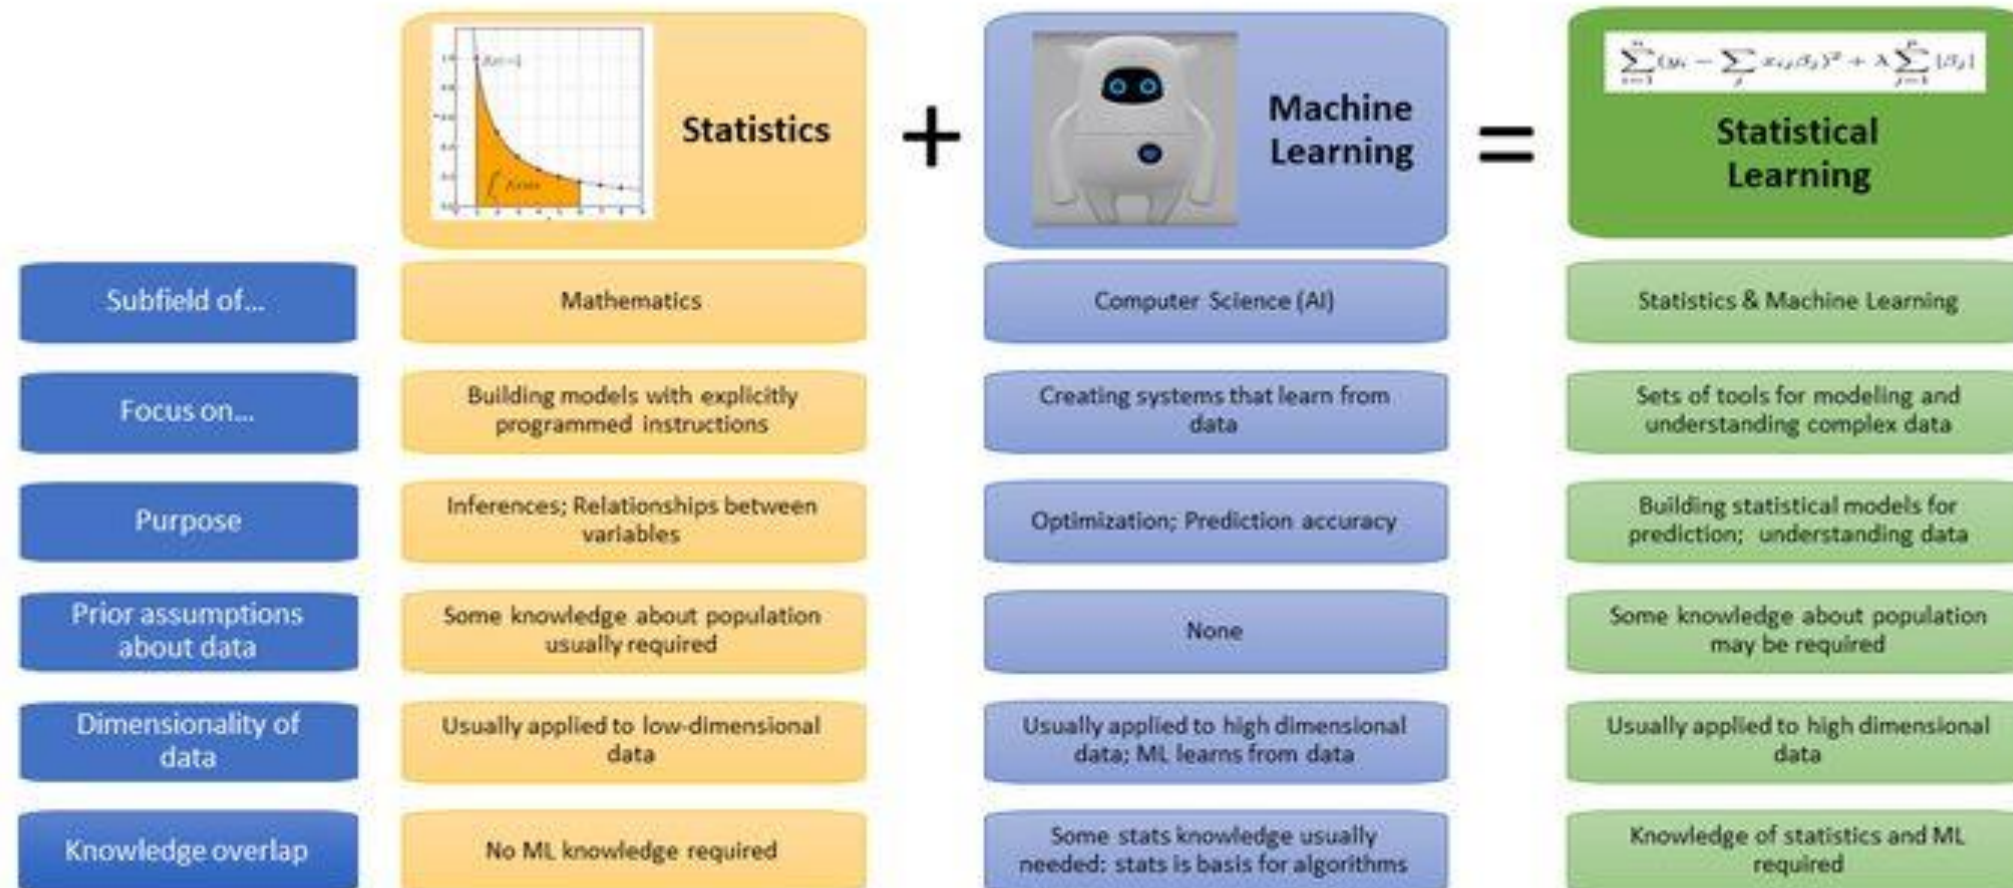 Statistics
+
Machine
Learning
=
Statistical
Learning
Subfield of...
Mathematics
Computer Science (AI)
Statistics & Machine Learning
Focus on...
Building models with explicitly
programmed instructions
Creating systems that learn from
data
Sets of tools for modeling and
understanding complex data
Purpose
Inferences; Relationships between
variables
Optimization; Prediction accuracy
Building statistical models for
prediction; understanding data
Prior assumptions
about data
Some knowledge about population
usually required
None
Some knowledge about population
may be required
Dimensionality of
data
Usually applied to low-dimensional
data
Usually applied to high dimensional
data; ML learns from data
Usually applied to high dimensional
data
Knowledge overlap
No ML knowledge required
Some stats knowledge usually
needed: stats is basis for algorithms
Knowledge of statistics and ML
required